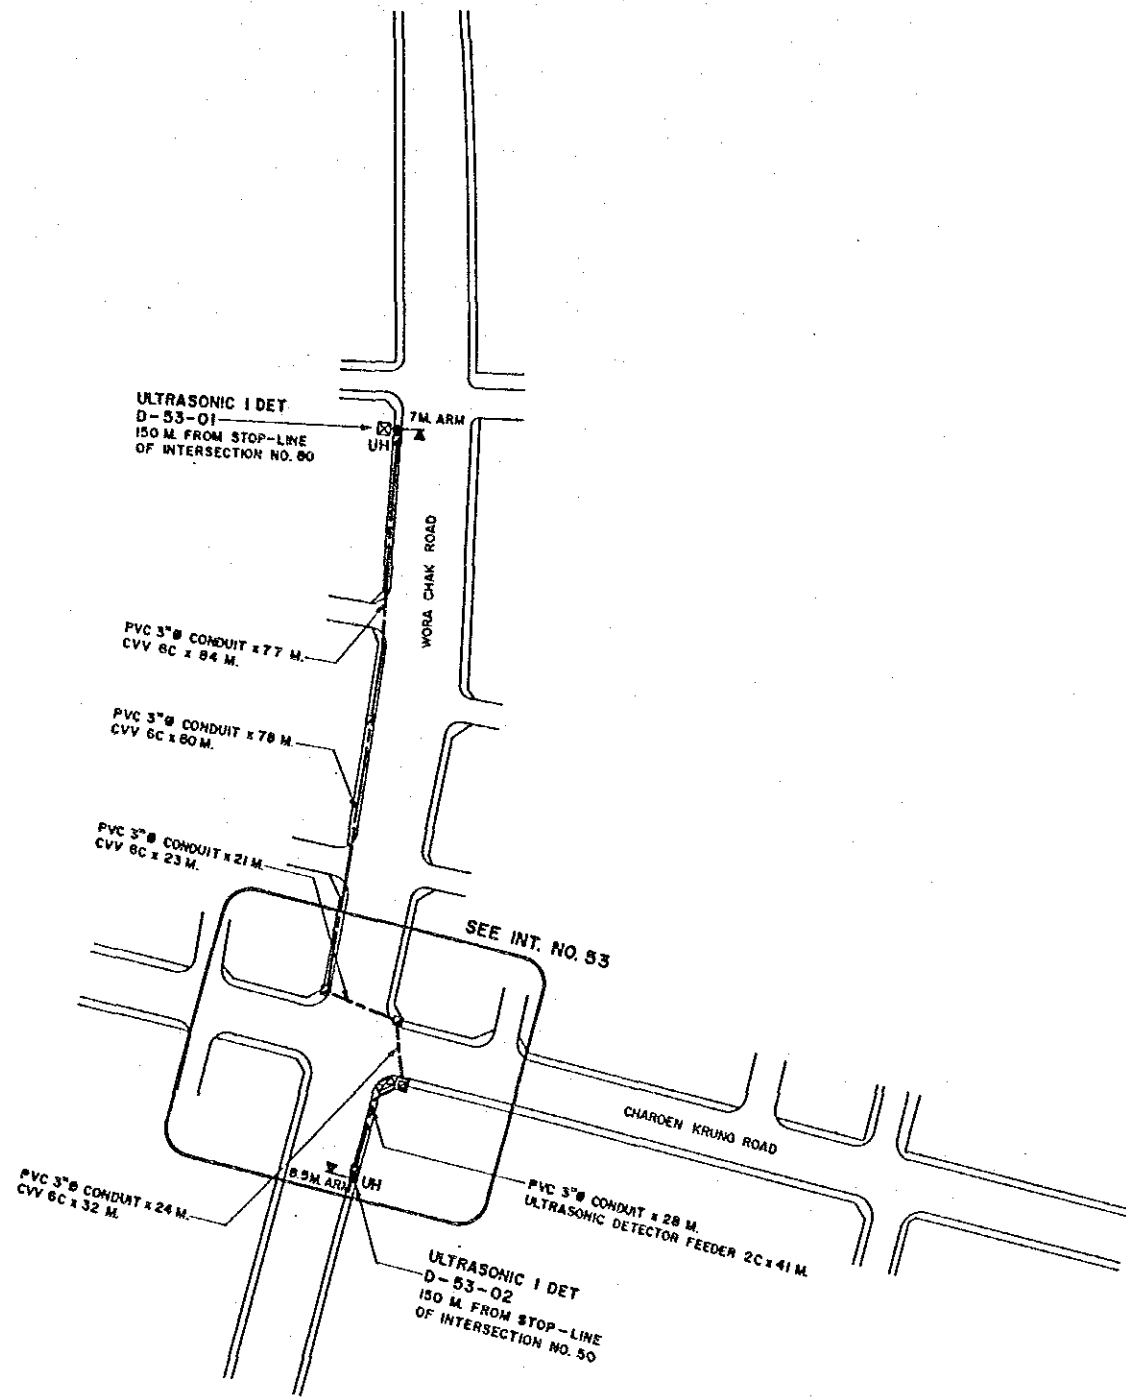 ULTRASONIC 1 DET
D-53-01
150 M. FROM STOP-LINE
OF INTERSECTION NO. 80
7M. ARM
UH
WORA CHAK ROAD
PVC 3"Ø CONDUIT x 77 M.
CVV 6C x 84 M.
PVC 3"Ø CONDUIT x 78 M.
CVV 6C x 80 M.
PVC 3"Ø CONDUIT x 21 M.
CVV 6C x 23 M.
SEE INT. NO. 53
CHAROEN KRUNG ROAD
8.5M. ARM
UH
PVC 3"Ø CONDUIT x 24 M.
CVV 6C x 32 M.
PVC 3"Ø CONDUIT x 28 M.
ULTRASONIC DETECTOR FEEDER 2C x 41 M.
ULTRASONIC 1 DET
D-53-02
150 M. FROM STOP-LINE
OF INTERSECTION NO. 50